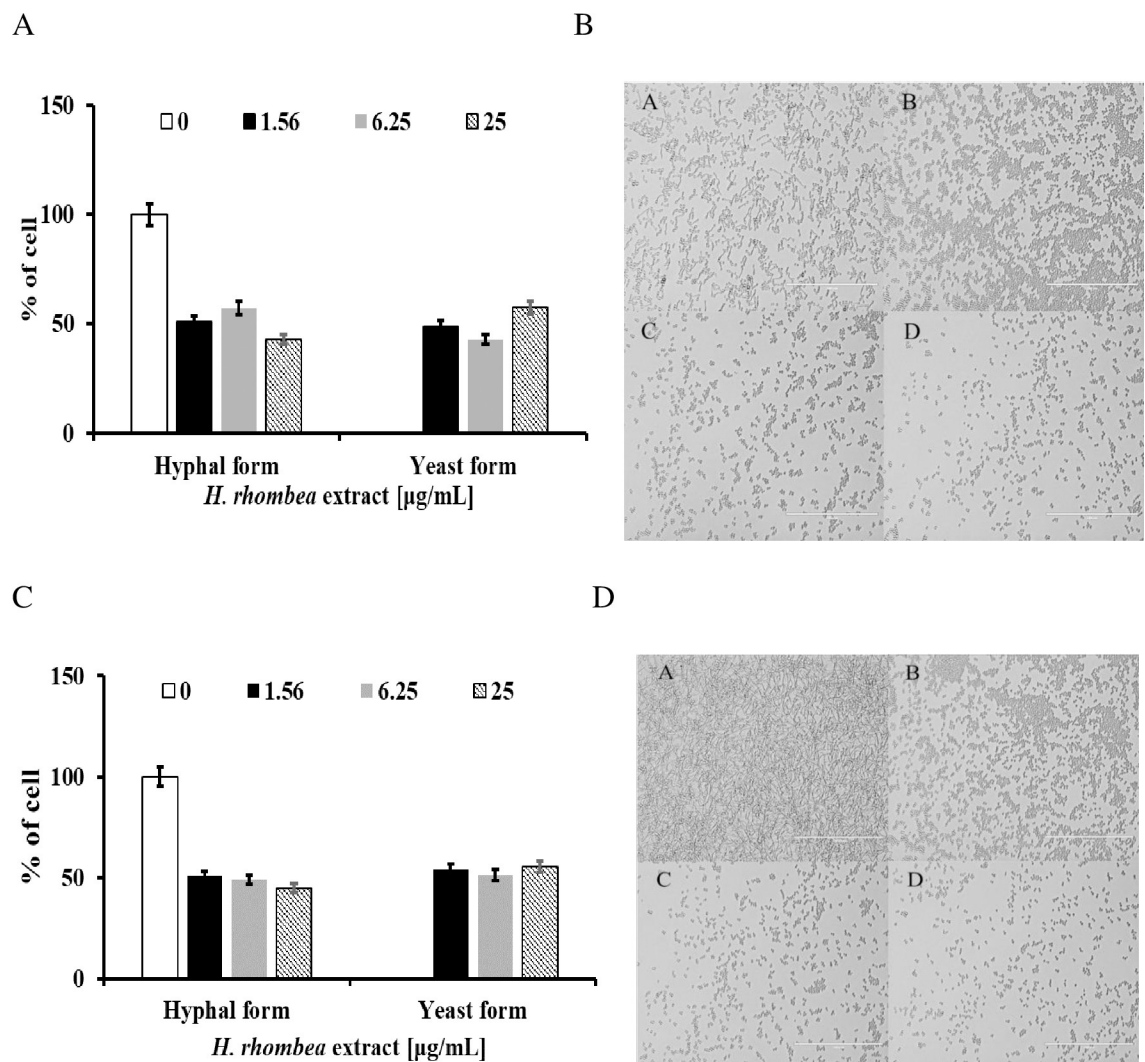 A
B
150
0 1.56 6.25 25
100
% of cell
50
0
Hyphal form Yeast form
H. rhombea extract [µg/mL]
A B
C D
C
D
150
0 1.56 6.25 25
100
% of cell
50
0
Hyphal form Yeast form
H. rhombea extract [µg/mL]
A B
C D